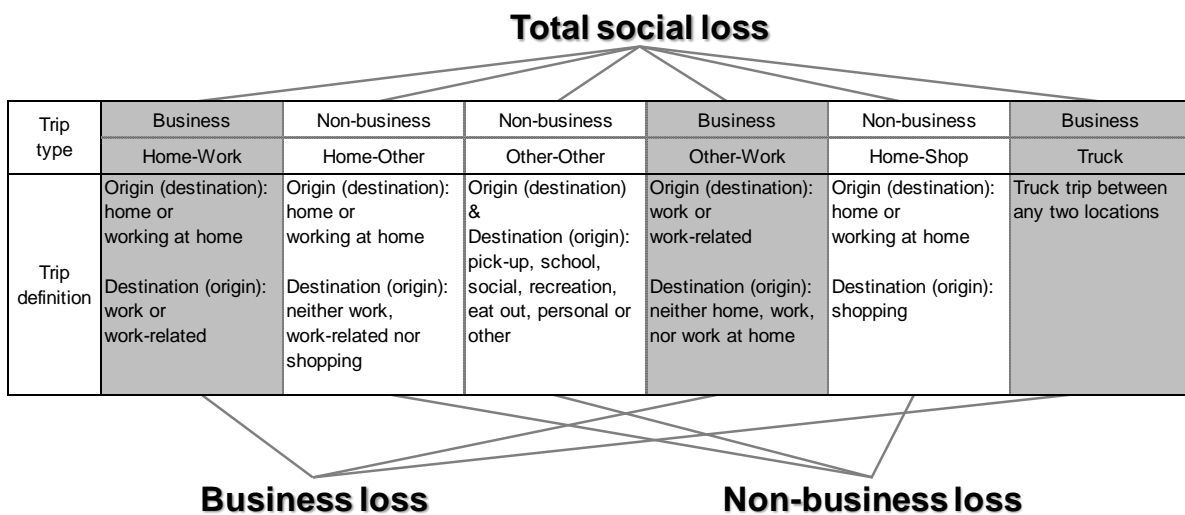 Total social loss
Trip
type
Business
Non-business
Non-business
Business
Non-business
Business
Home-Work
Home-Other
Other-Other
Other-Work
Home-Shop
Truck
Trip
definition
Origin (destination):
home or
working at home
Destination (origin):
work or
work-related
Origin (destination):
home or
working at home
Destination (origin):
neither work,
work-related nor
shopping
Origin (destination)
&
Destination (origin):
pick-up, school,
social, recreation,
eat out, personal or
other
Origin (destination):
work or
work-related
Destination (origin):
neither home, work,
nor work at home
Origin (destination):
home or
working at home
Destination (origin):
shopping
Truck trip between
any two locations
Business loss
Non-business loss